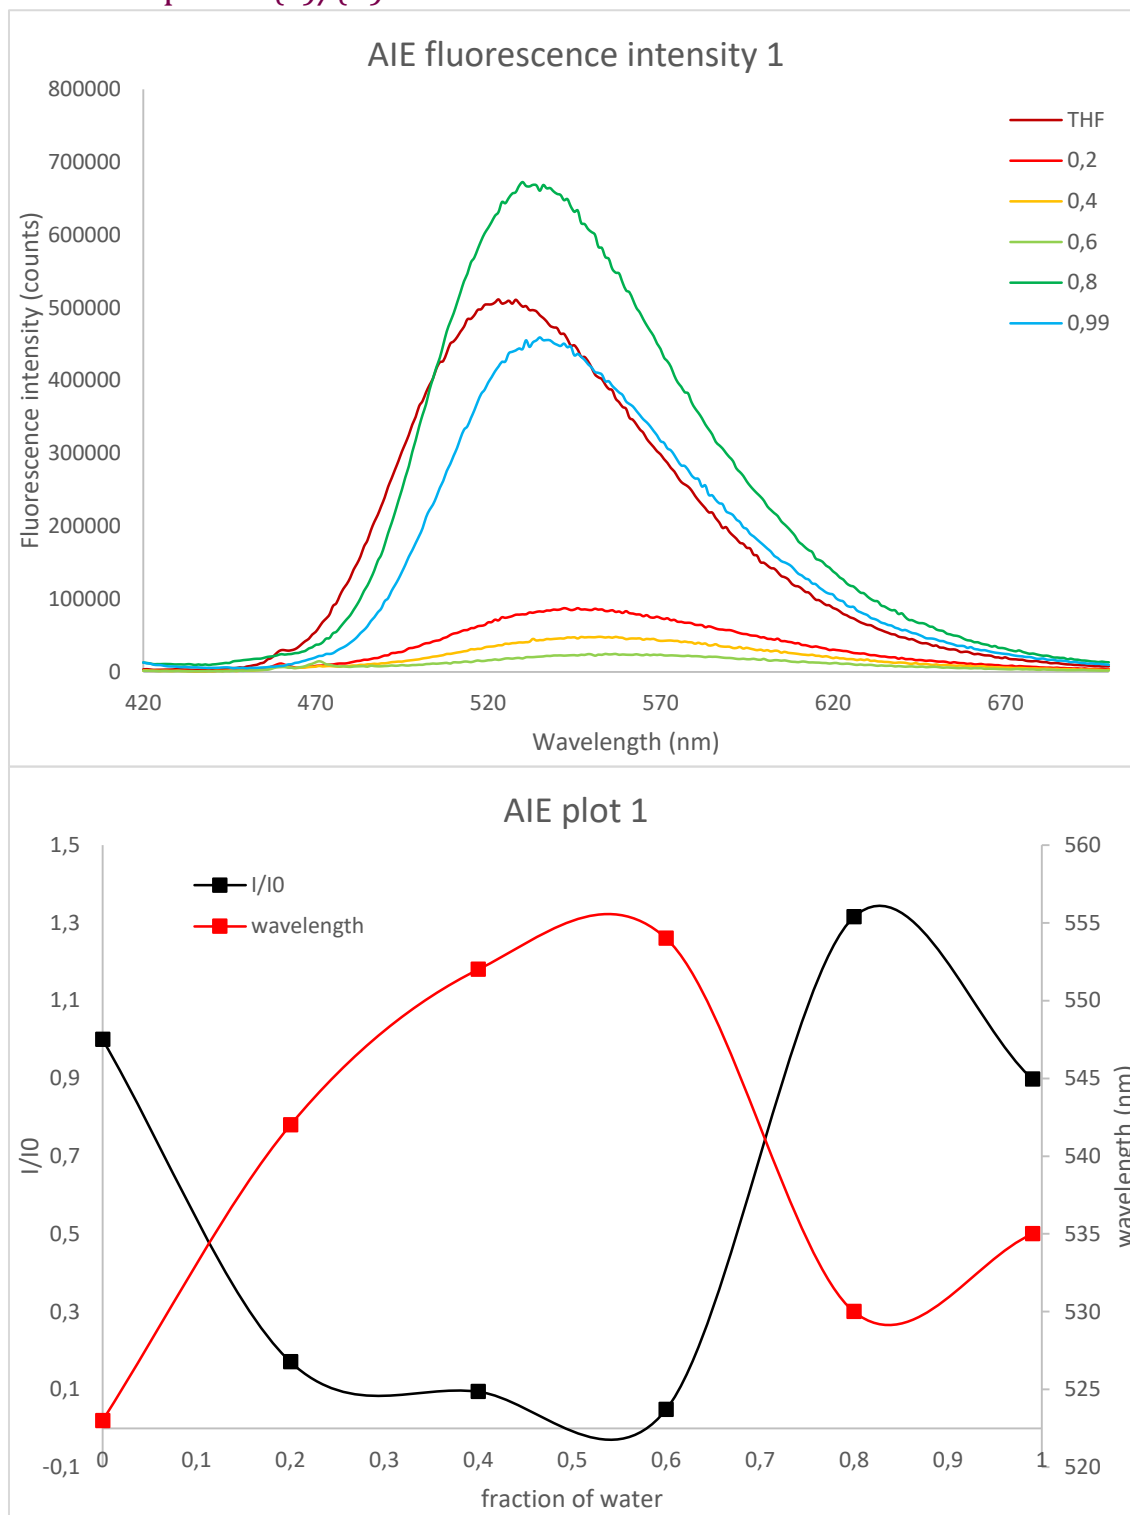 AIE fluorescence intensity 1
Fluorescence intensity (counts)
800000
700000
600000
500000
400000
300000
200000
100000
0
420 470 520 570 620 670
Wavelength (nm)
THF
0,2
0,4
0,6
0,8
0,99
AIE plot 1
I/I0
1,5
1,3
1,1
0,9
0,7
0,5
0,3
0,1
-0,1
I/I0
wavelength
0 0,1 0,2 0,3 0,4 0,5 0,6 0,7 0,8 0,9 1
fraction of water
560
555
550
545
540
535
530
525
520
wavelength (nm)